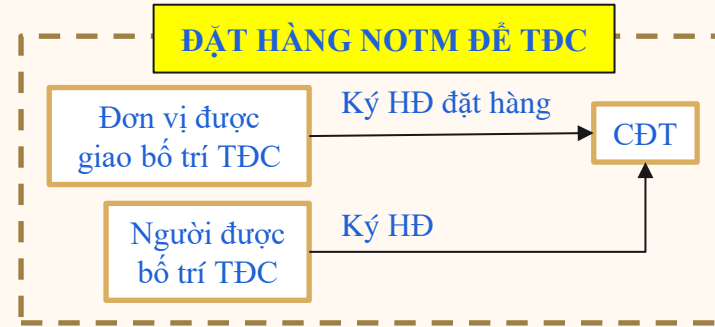 ĐẶT HÀNG NOTM ĐỂ TĐC
Đơn vị được
giao bố trí TĐC
Ký HĐ đặt hàng
CĐT
Người được
bố trí TĐC
Ký HĐ